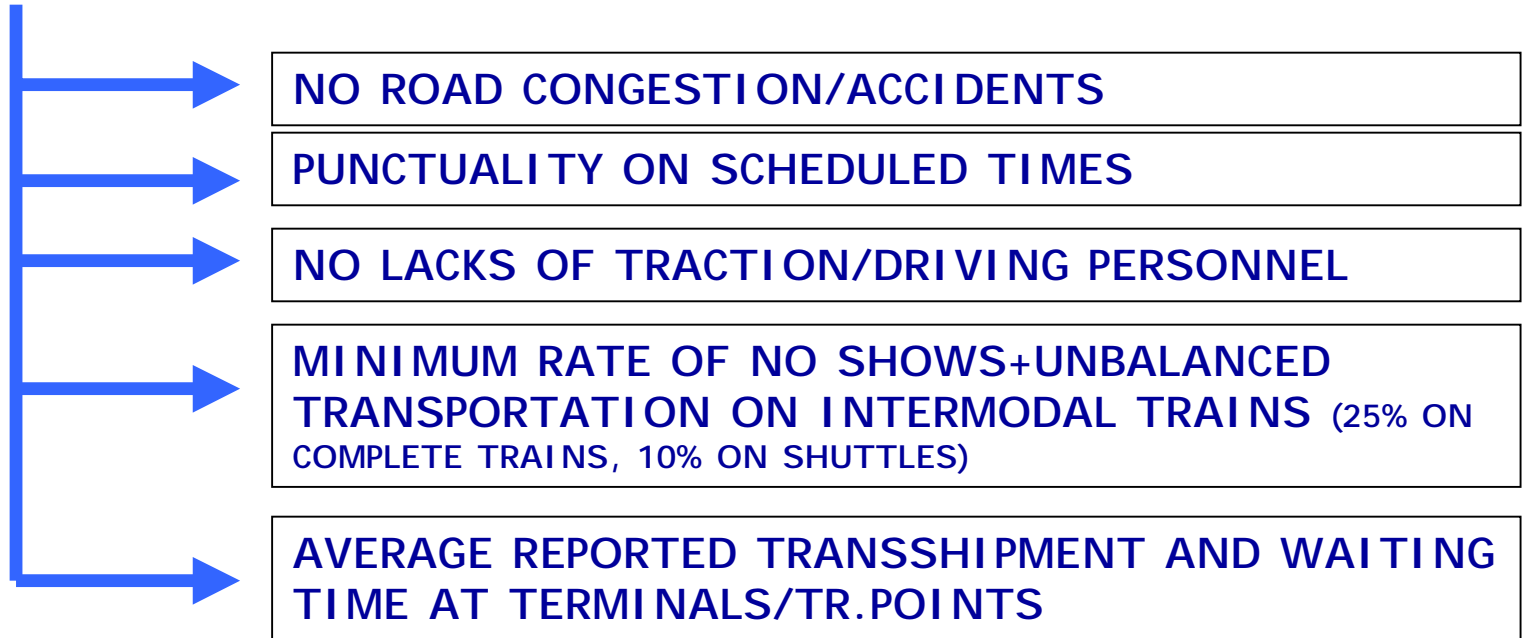 NO ROAD CONGESTION/ACCIDENTS
PUNCTUALITY ON SCHEDULED TIMES
NO LACKS OF TRACTION/DRIVING PERSONNEL
MINIMUM RATE OF NO SHOWS+UNBALANCED
TRANSPORTATION ON INTERMODAL TRAINS (25% ON
COMPLETE TRAINS, 10% ON SHUTTLES)
AVERAGE REPORTED TRANSSHIPMENT AND WAITING
TIME AT TERMINALS/TR.POINTS